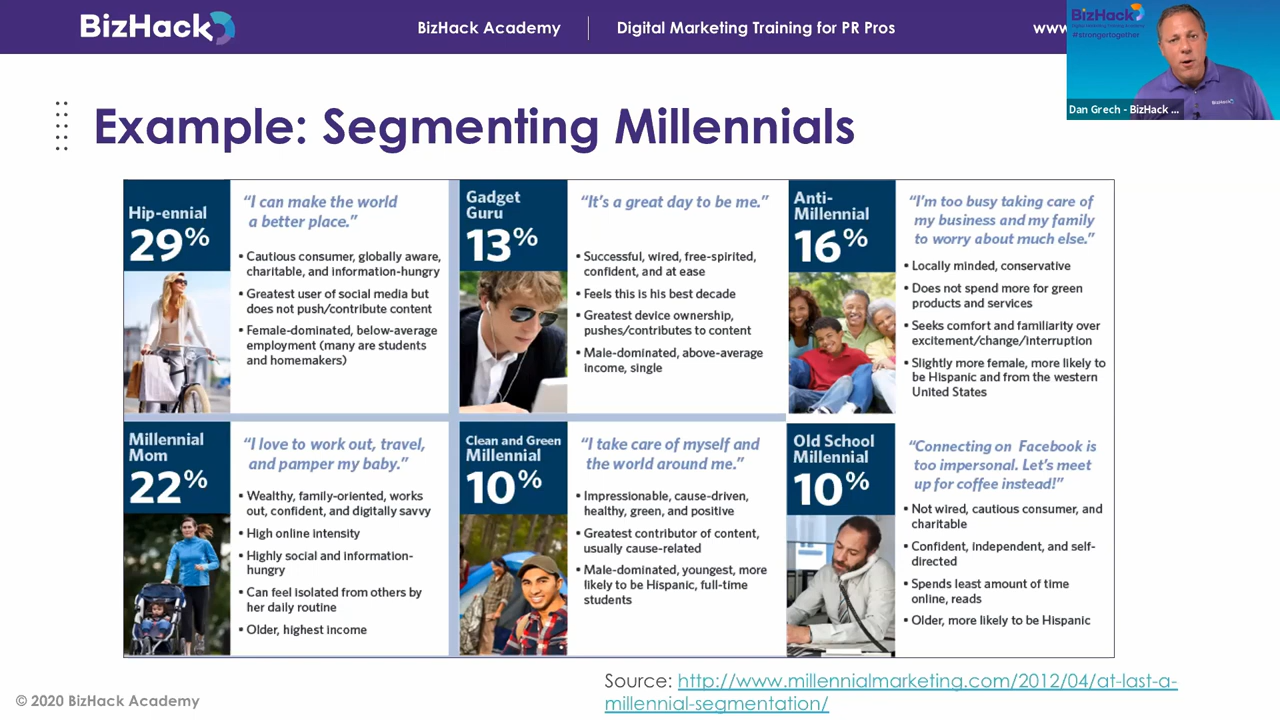 BizHack
BizHack Academy
Digital Marketing Training for PR Pros
www.
BizHack
#strongertogether
BizHack
Dan Grech - BizHack ...
Example: Segmenting Millennials
Hip-ennial
29%
“I can make the world
a better place.”
• Cautious consumer, globally aware,
charitable, and information-hungry
• Greatest user of social media but
does not push/contribute content
• Female-dominated, below-average
employment (many are students
and homemakers)
Gadget
Guru
13%
“It’s a great day to be me.”
• Successful, wired, free-spirited,
confident, and at ease
• Feels this is his best decade
• Greatest device ownership,
pushes/contributes to content
• Male-dominated, above-average
income, single
Anti-
Millennial
16%
“I’m too busy taking care of
my business and my family
to worry about much else.”
• Locally minded, conservative
• Does not spend more for green
products and services
• Seeks comfort and familiarity over
excitement/change/interruption
• Slightly more female, more likely to
be Hispanic and from the western
United States
Millennial
Mom
22%
“I love to work out, travel,
and pamper my baby.”
• Wealthy, family-oriented, works
out, confident, and digitally savvy
• High online intensity
• Highly social and information-
hungry
• Can feel isolated from others by
her daily routine
• Older, highest income
Clean and Green
Millennial
10%
“I take care of myself and
the world around me.”
• Impressionable, cause-driven,
healthy, green, and positive
• Greatest contributor of content,
usually cause-related
• Male-dominated, youngest, more
likely to be Hispanic, full-time
students
Old School
Millennial
10%
“Connecting on Facebook is
too impersonal. Let’s meet
up for coffee instead!”
• Not wired, cautious consumer, and
charitable
• Confident, independent, and self-
directed
• Spends least amount of time
online, reads
• Older, more likely to be Hispanic
Source: http://www.millennialmarketing.com/2012/04/at-last-a-
millennial-segmentation/
© 2020 BizHack Academy